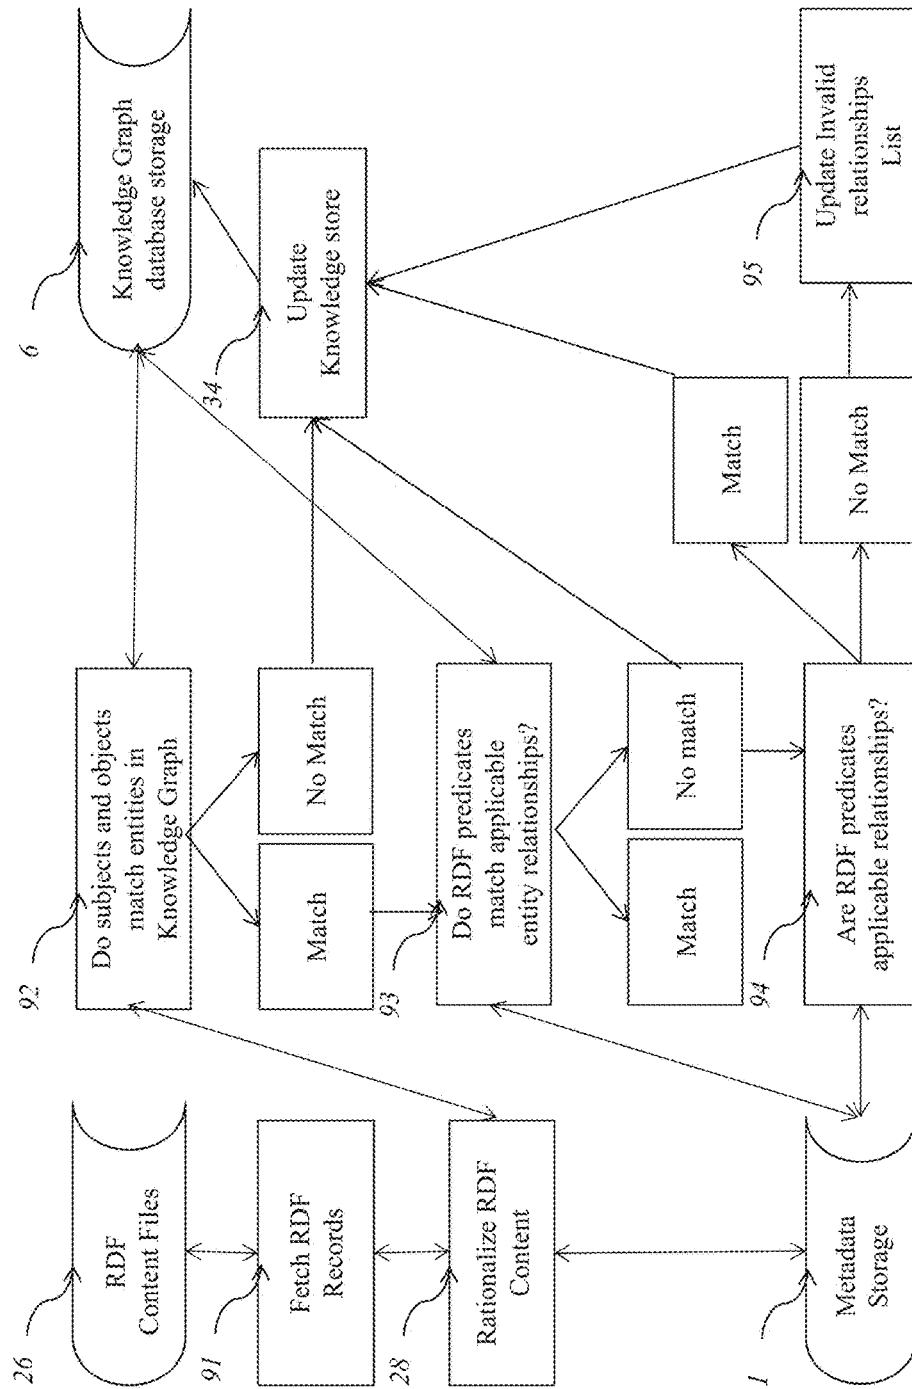 26
RDF
Content Files
91
Fetch RDF
Records
28
Rationalize RDF
Content
1
Metadata
Storage
92
Do subjects and objects
match entities in
Knowledge Graph
Match
No Match
93
Do RDF predicates
match applicable
entity relationships?
Match
No match
94
Are RDF predicates
applicable relationships?
Match
No Match
6
Knowledge Graph
database storage
34
Update
Knowledge store
95
Update Invalid
relationships
List